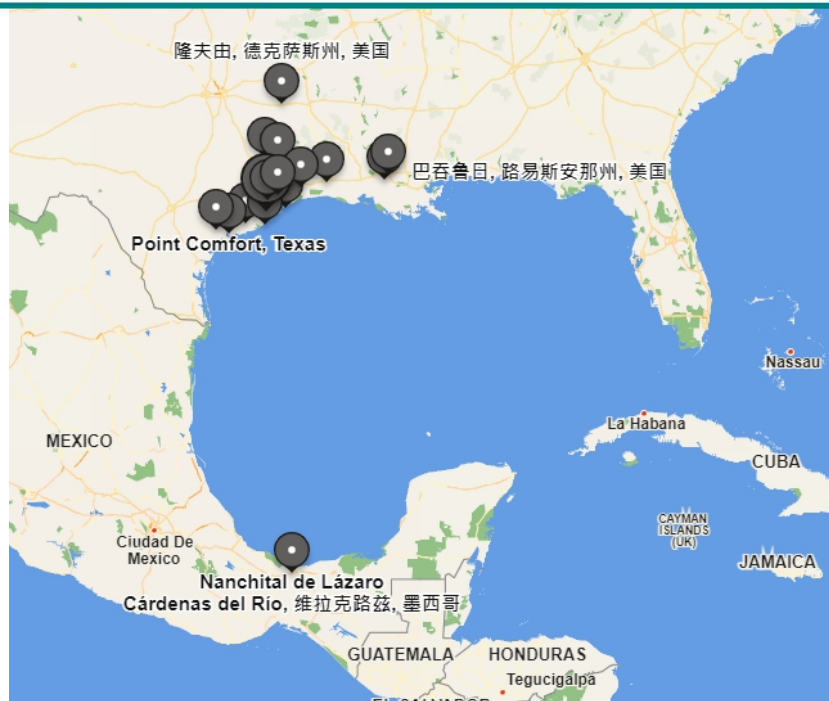 隆夫由, 德克萨斯州, 美国
巴吞鲁日, 路易斯安那州, 美国
Point Comfort, Texas
Nassau
La Habana
MEXICO
CUBA
CAYMAN
ISLANDS
(UK)
Ciudad De
Mexico
JAMAICA
Nanchital de Lázaro
Cárdenas del Río, 维拉克路兹, 墨西哥
GUATEMALA
HONDURAS
Tegucigalpa
EL SALVADOR